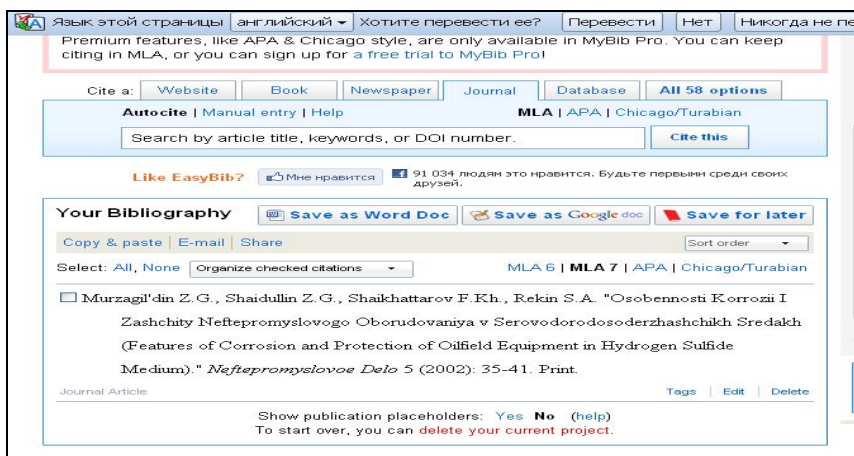 Язык этой страницы английский Хотите перевести ее? Перевести Нет Никогда не пе
Premium features, like APA & Chicago style, are only available in MyBib Pro. You can keep
citing in MLA, or you can sign up for a free trial to MyBib Pro!
Cite a: Website Book Newspaper Journal Database All 58 options
Autocite | Manual entry | Help MLA | APA | Chicago/Turabian
Search by article title, keywords, or DOI number. Cite this
Like EasyBib? Мне нравится 91 034 людям это нравится. Будьте первыми среди своих
друзей.
Your Bibliography Save as Word Doc Save as Google doc Save for later
Copy & paste | E-mail | Share Sort order
Select: All, None Organize checked citations MLA 6 | MLA 7 | APA | Chicago/Turabian
Murzagil'din Z.G., Shaidullin Z.G., Shaikhattarov F.Kh., Rekin S.A. "Osobennosti Korrozii I
Zashchity Neftepromyslovogo Oborudovaniya v Serovodorodosoderzhashchikh Sredakh
(Features of Corrosion and Protection of Oilfield Equipment in Hydrogen Sulfide
Medium)." Neftepromyslovoe Delo 5 (2002): 35-41. Print.
Journal Article Tags | Edit | Delete
Show publication placeholders: Yes No (help)
To start over, you can delete your current project.